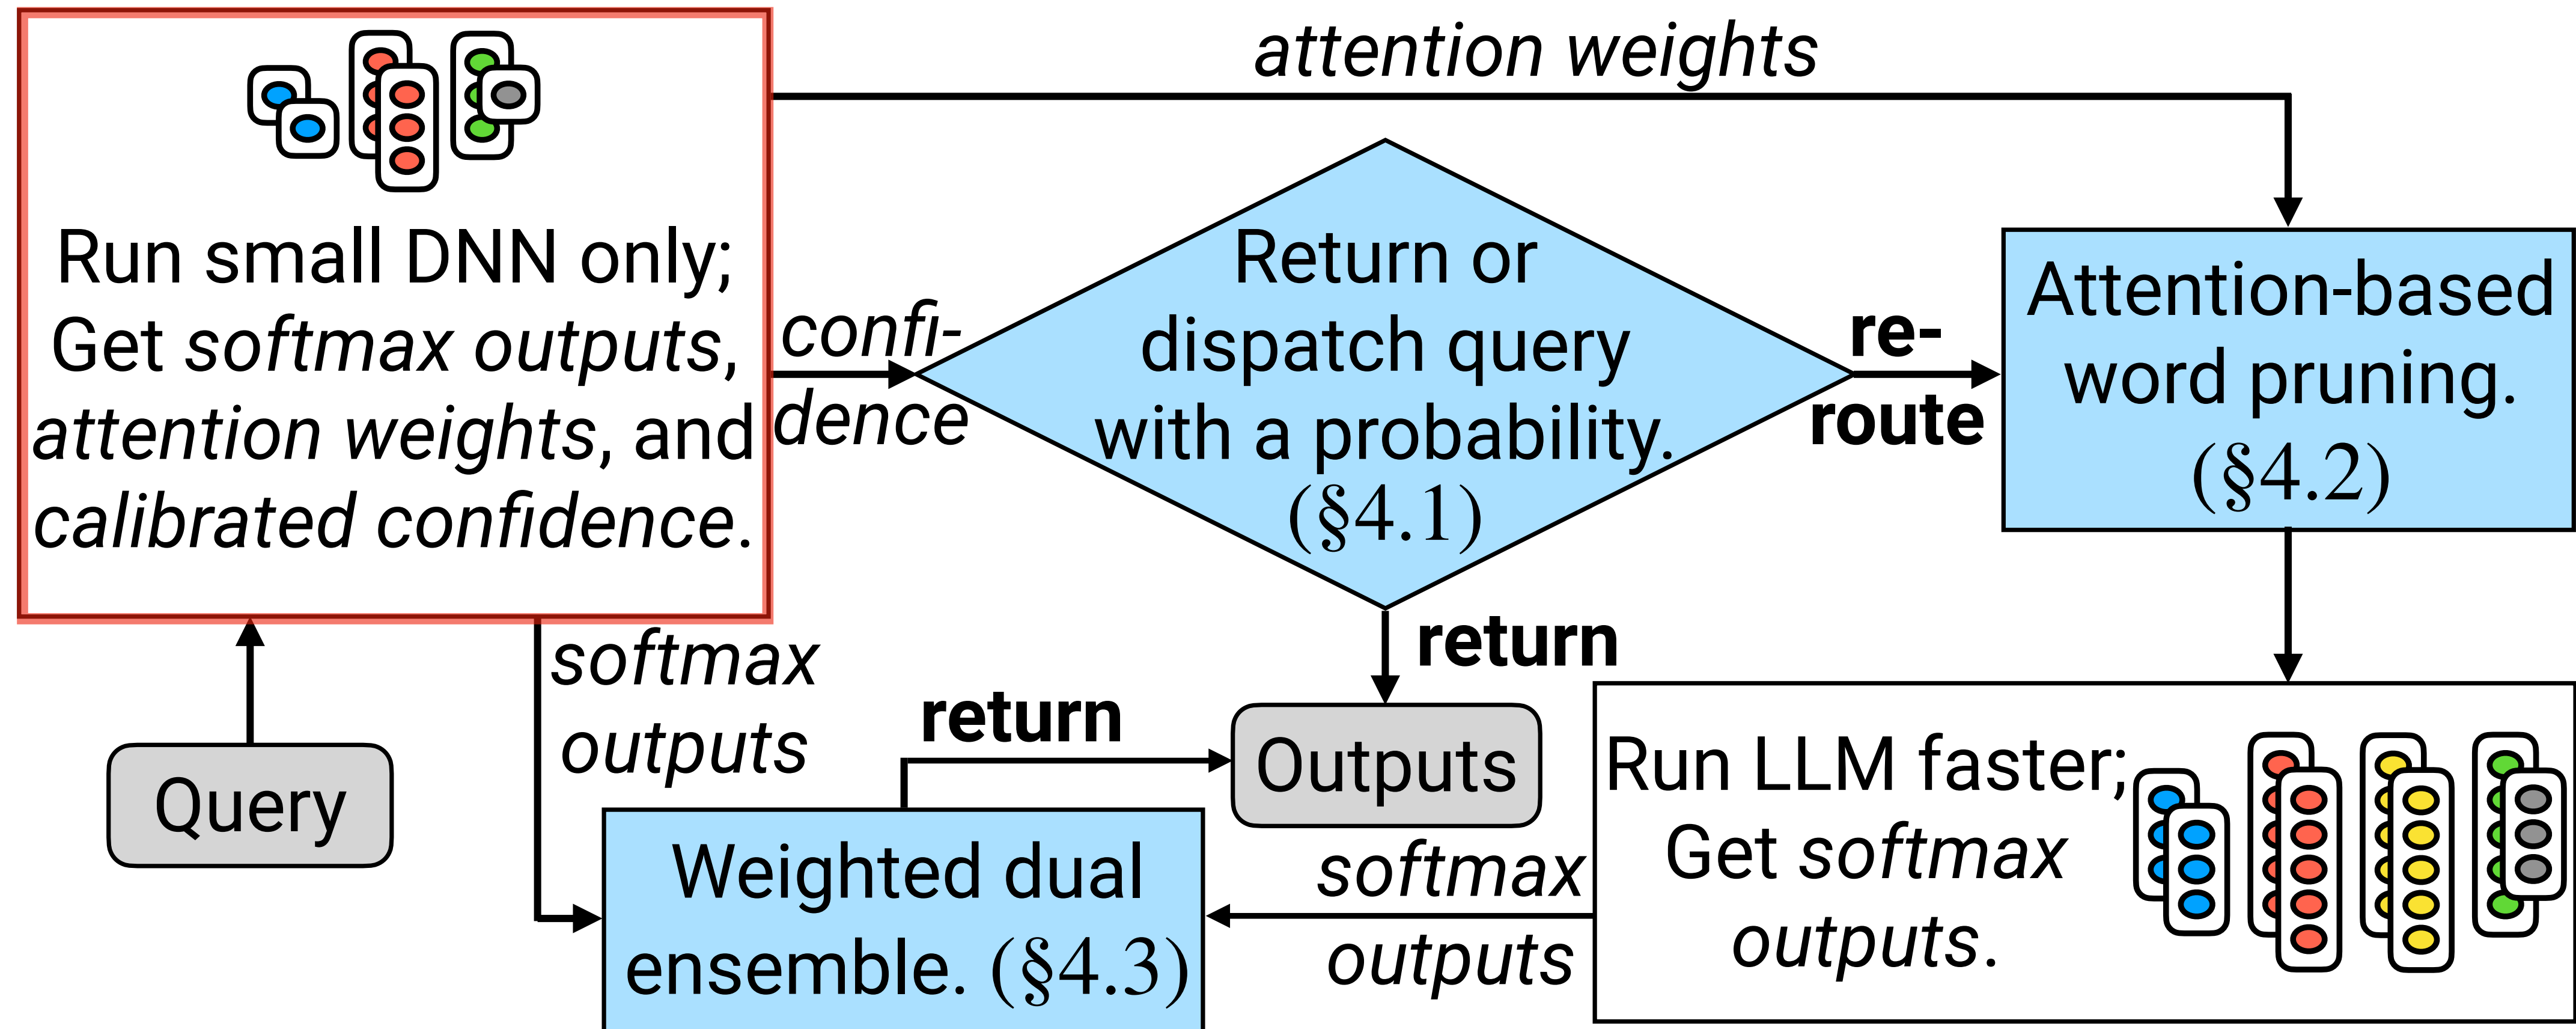 attention weights
Run small DNN only;
Get softmax outputs,
attention weights, and
calibrated confidence.
confi-
dence
Return or
dispatch query
with a probability.
(§4.1)
re-
route
Attention-based
word pruning.
(§4.2)
softmax
outputs
return
return
Query
Outputs
Run LLM faster;
Get softmax
outputs.
Weighted dual
ensemble. (§4.3)
softmax
outputs